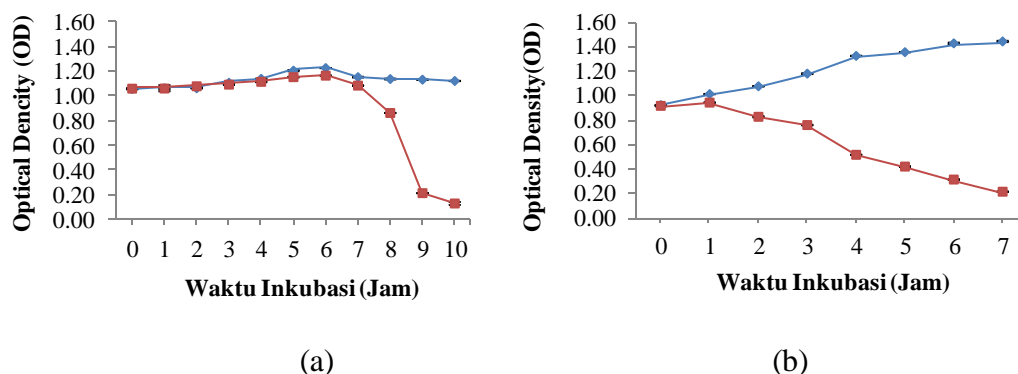 Optical Dencity (OD)
1.60
1.40
1.20
1.00
0.80
0.60
0.40
0.20
0.00
0 1 2 3 4 5 6 7 8 9 10
Waktu Inkubasi (Jam)
(a)
Optical Density(OD)
1.60
1.40
1.20
1.00
0.80
0.60
0.40
0.20
0.00
0 1 2 3 4 5 6 7
Waktu Inkubasi (Jam)
(b)